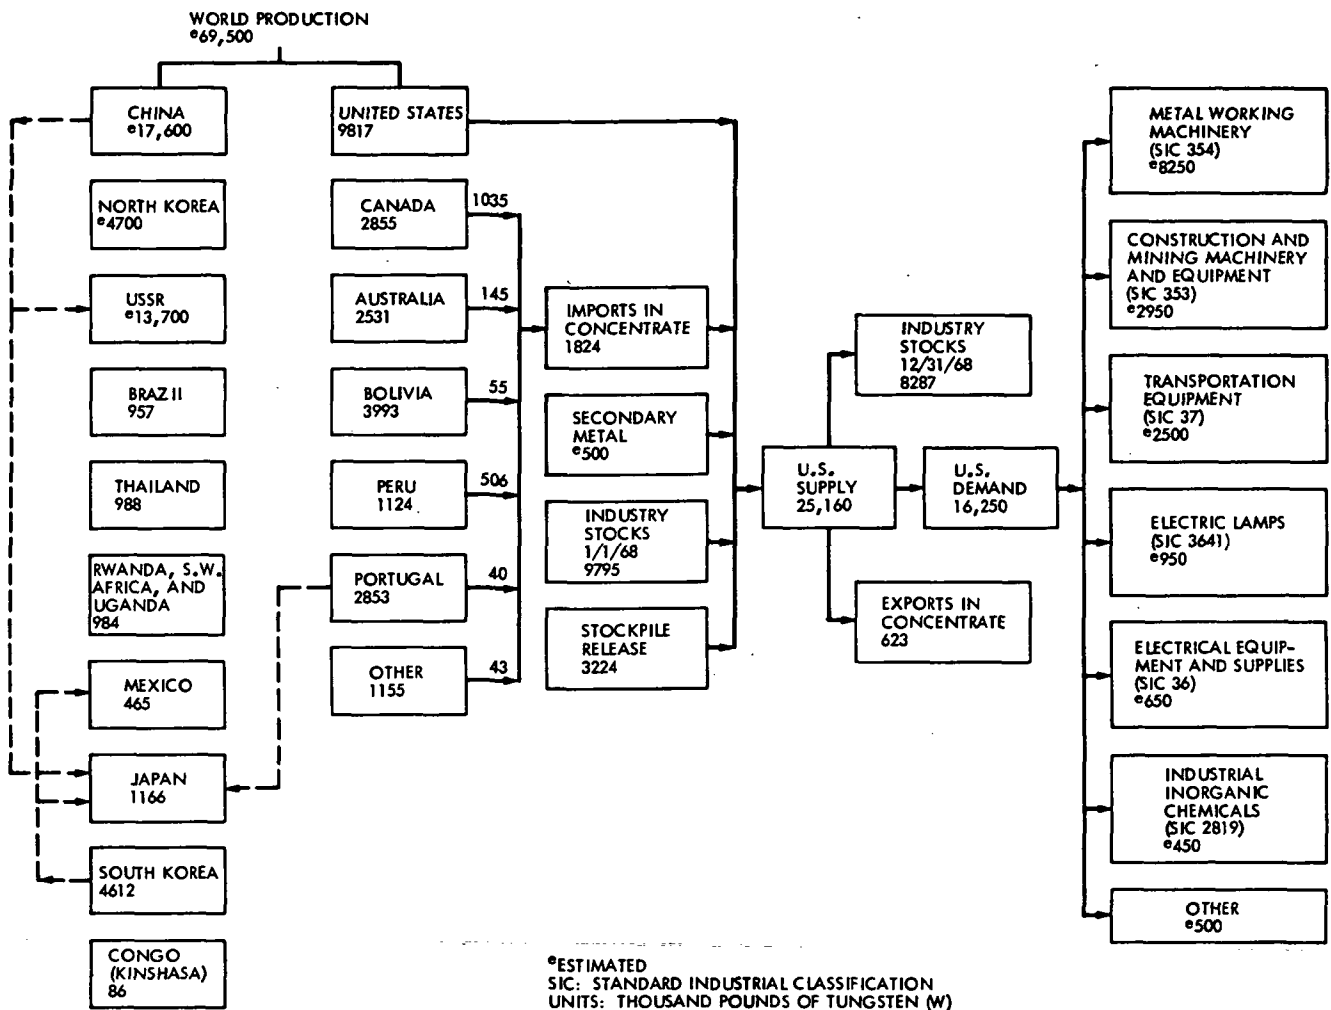 WORLD PRODUCTION
e69,500
CHINA
e17,600
NORTH KOREA
e4700
USSR
e13,700
BRAZIL
957
THAILAND
988
RWANDA, S.W.
AFRICA, AND
UGANDA
984
MEXICO
465
JAPAN
1166
SOUTH KOREA
4612
CONGO
(KINSHASA)
86
UNITED STATES
9817
CANADA
2855
1035
AUSTRALIA
2531
145
BOLIVIA
3993
55
PERU
1124
506
PORTUGAL
2853
40
OTHER
1155
43
IMPORTS IN
CONCENTRATE
1824
SECONDARY
METAL
e500
INDUSTRY
STOCKS
1/1/68
9795
STOCKPILE
RELEASE
3224
U.S.
SUPPLY
25,160
INDUSTRY
STOCKS
12/31/68
8287
U.S.
DEMAND
16,250
EXPORTS IN
CONCENTRATE
623
METAL WORKING
MACHINERY
(SIC 354)
e8250
CONSTRUCTION AND
MINING MACHINERY
AND EQUIPMENT
(SIC 353)
e2950
TRANSPORTATION
EQUIPMENT
(SIC 37)
e2500
ELECTRIC LAMPS
(SIC 3641)
e950
ELECTRICAL EQUIP-
MENT AND SUPPLIES
(SIC 36)
e650
INDUSTRIAL
INORGANIC
CHEMICALS
(SIC 2819)
e450
OTHER
e500
eESTIMATED
SIC: STANDARD INDUSTRIAL CLASSIFICATION
UNITS: THOUSAND POUNDS OF TUNGSTEN (W)